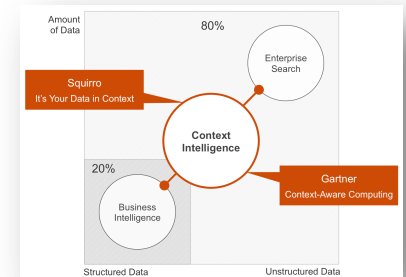 Amount
of Data
80%
Enterprise
Search
Squirro
It's Your Data in Context
Context
Intelligence
20%
Gartner
Context-Aware Computing
Business
Intelligence
Structured Data
Unstructured Data